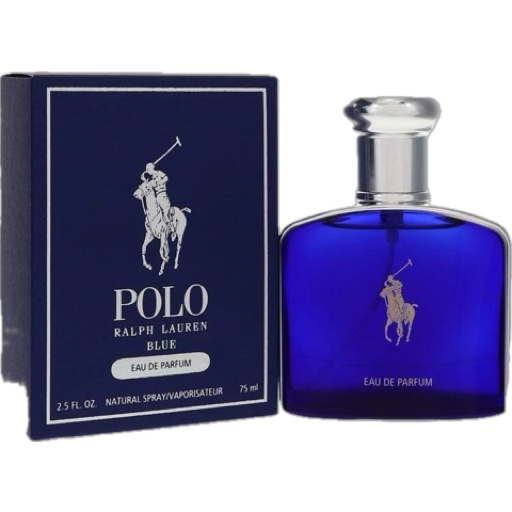 POLO
RALPH LAUREN
BLUE
EAU DE PARFUM
2.5 FL. OZ. NATURAL SPRAY/VAPORISATEUR 75 ml
EAU DE PARFUM